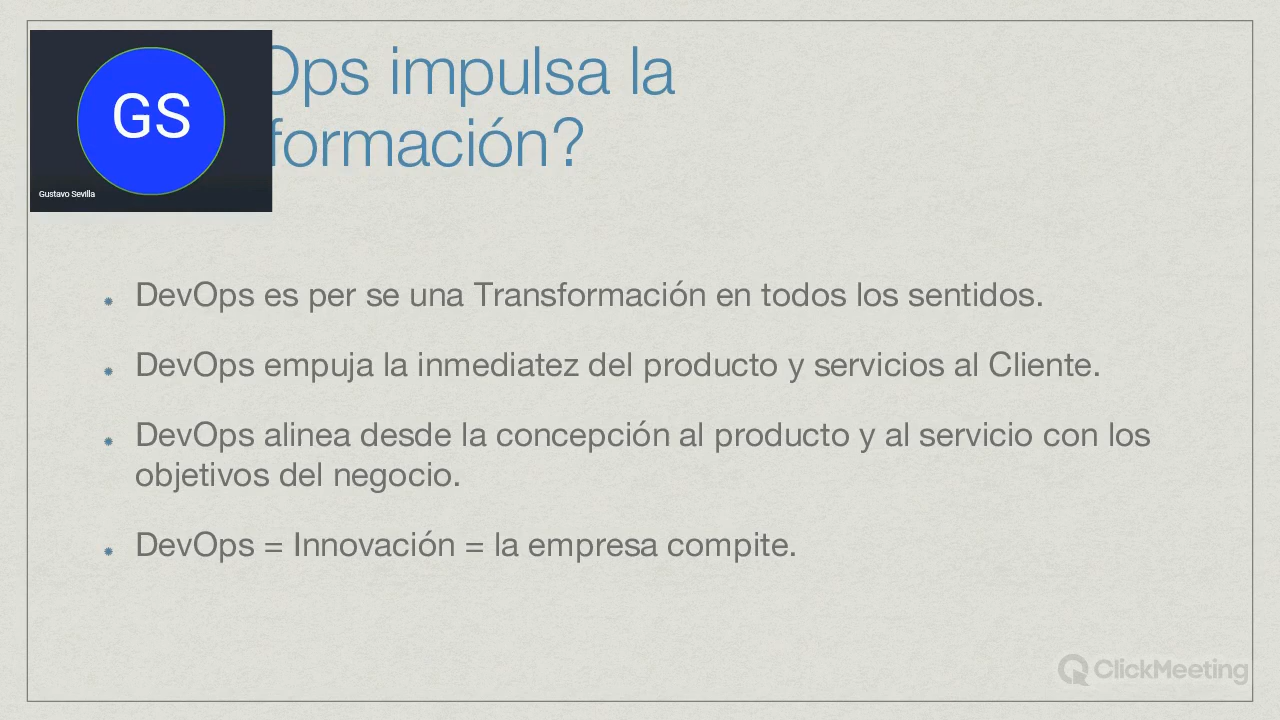 GS
Gustavo Sevilla
Ops impulsa la
formación?
DevOps es per se una Transformación en todos los sentidos.
DevOps empuja la inmediatez del producto y servicios al Cliente.
DevOps alinea desde la concepción al producto y al servicio con los
objetivos del negocio.
DevOps = Innovación = la empresa compite.
ClickMeeting